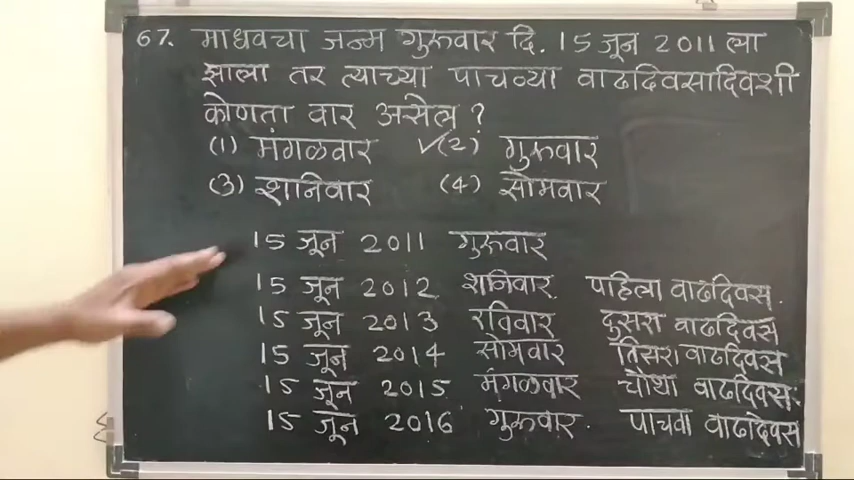 67. माधवचा जन्म गुरूवार दि. 15 जून 2011 ला
झाला तर त्याच्या पाचव्या वाढदिवसादिवशी
कोणता वार असेल ?
(1) मंगळवार ✓(2) गुरूवार
(3) शनिवार (4) सोमवार
15 जून 2011 गुरूवार
15 जून 2012 शनिवार पहिला वाढदिवस.
15 जून 2013 रविवार दुसरा वाढदिवस
15 जून 2014 सोमवार तिसरा वाढदिवस
15 जून 2015 मंगळवार चौथा वाढदिवस.
15 जून 2016 गुरूवार. पाचवा वाढदिवस